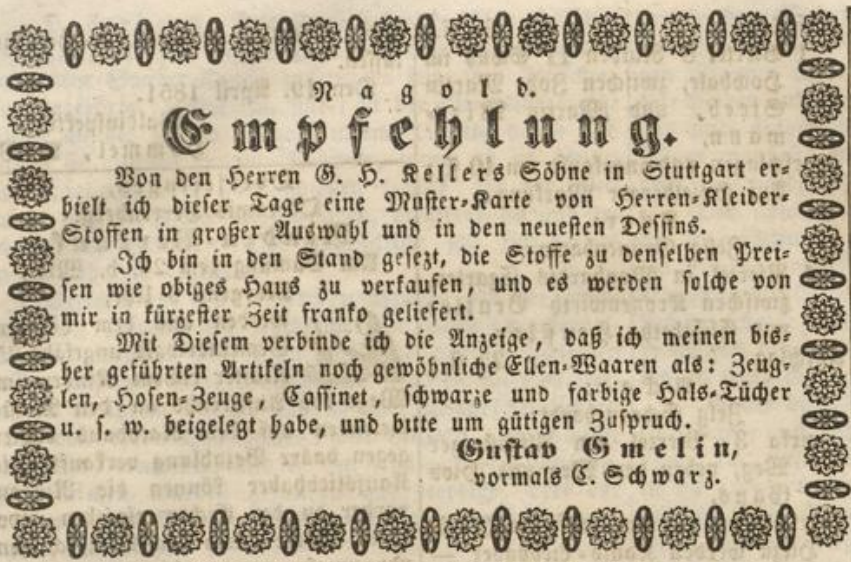 Nagold.
Empfehlung.
Von den Herren G. H. Kellers Söhne in Stuttgart er-
hielt ich dieser Tage eine Muster-Karte von Herren-Kleider-
Stoffen in großer Auswahl und in den neuesten Dessins.
Ich bin in den Stand gesezt, die Stoffe zu denselben Prei-
sen wie obiges Haus zu verkaufen, und es werden solche von
mir in kürzester Zeit franko geliefert.
Mit Diesem verbinde ich die Anzeige, daß ich meinen bis-
her geführten Artikeln noch gewöhnliche Ellen-Waaren als: Zeug-
len, Hosen-Zeuge, Cassinet, schwarze und farbige Hals-Tücher
u. s. w. beigelegt habe, und bitte um gütigen Zuspruch.
Gustav Gmelin,
vormals C. Schwarz.